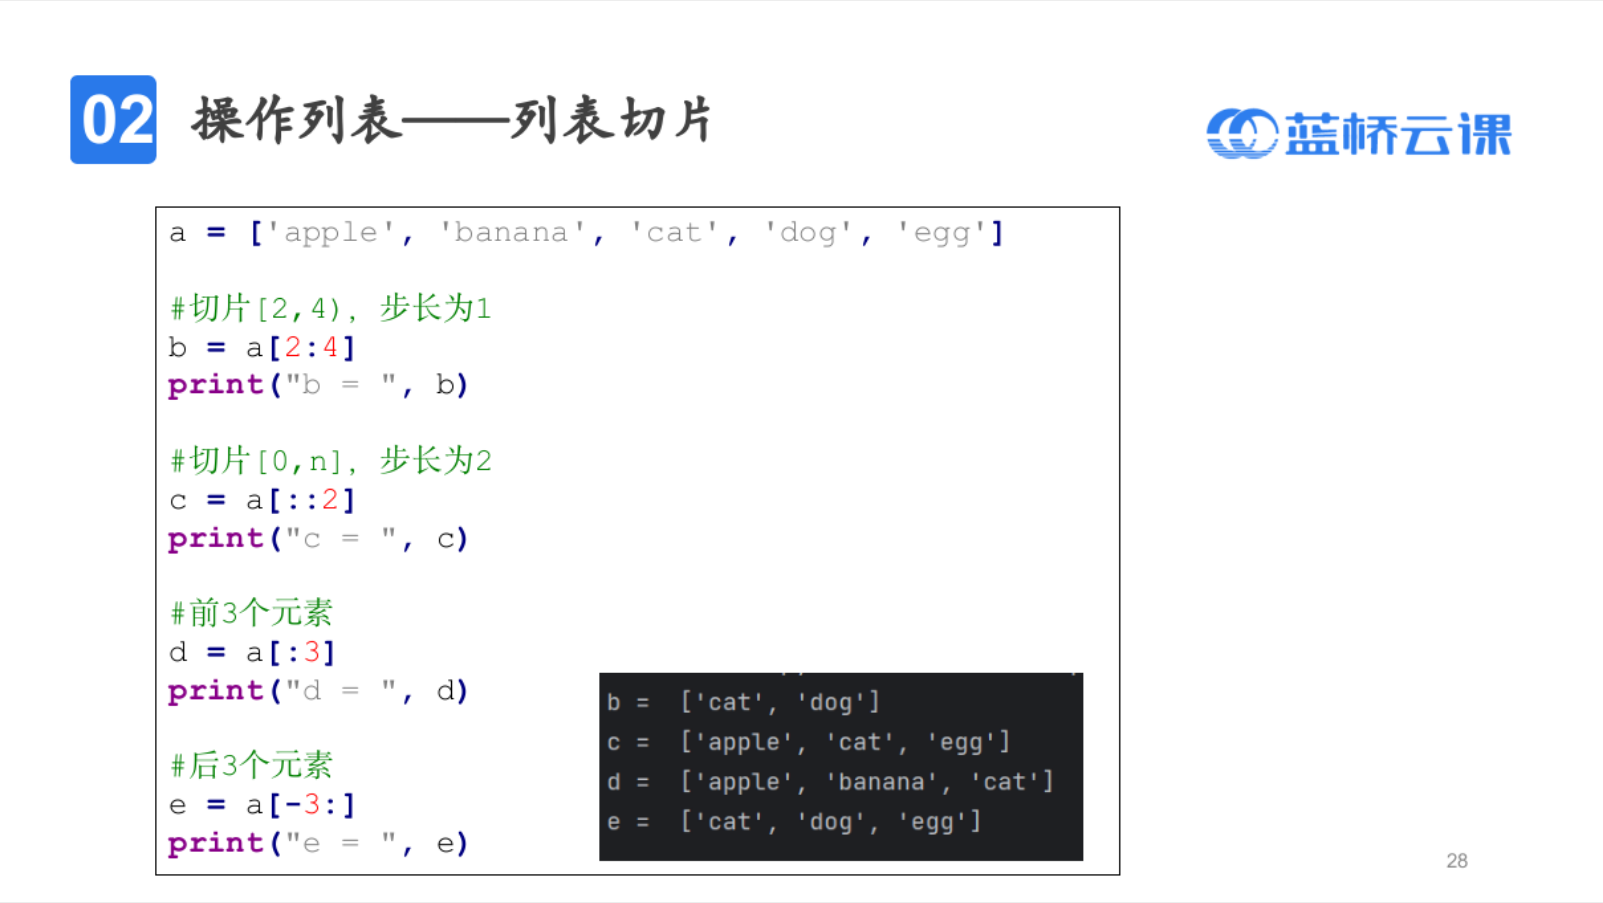 02 操作列表——列表切片
蓝桥云课
a = ['apple', 'banana', 'cat', 'dog', 'egg']
#切片[2,4), 步长为1
b = a[2:4]
print("b = ", b)
#切片[0,n], 步长为2
c = a[::2]
print("c = ", c)
#前3个元素
d = a[:3]
print("d = ", d)
#后3个元素
e = a[-3:]
print("e = ", e)
b =  ['cat', 'dog']
c =  ['apple', 'cat', 'egg']
d =  ['apple', 'banana', 'cat']
e =  ['cat', 'dog', 'egg']
28